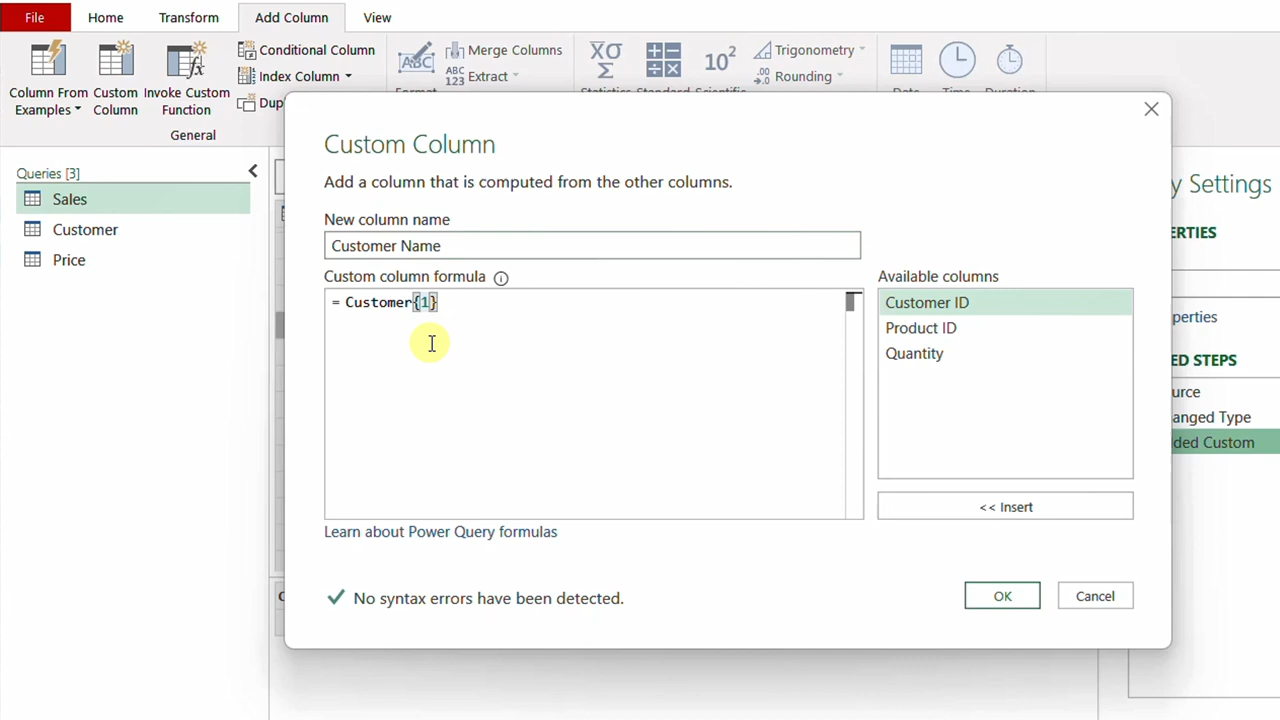 File Home Transform Add Column View
Conditional Column Merge Columns Trigonometry
Index Column ABC 123 Extract .00 Rounding
Column From Examples Custom Column Invoke Custom Function
General
Queries [3]
Sales
Customer
Price
Custom Column
Add a column that is computed from the other columns.
New column name
Customer Name
Custom column formula
= Customer{1}
Available columns
Customer ID
Product ID
Quantity
<< Insert
Learn about Power Query formulas
No syntax errors have been detected.
OK Cancel
y Settings
ERTIES
perties
ED STEPS
urce
anged Type
ded Custom